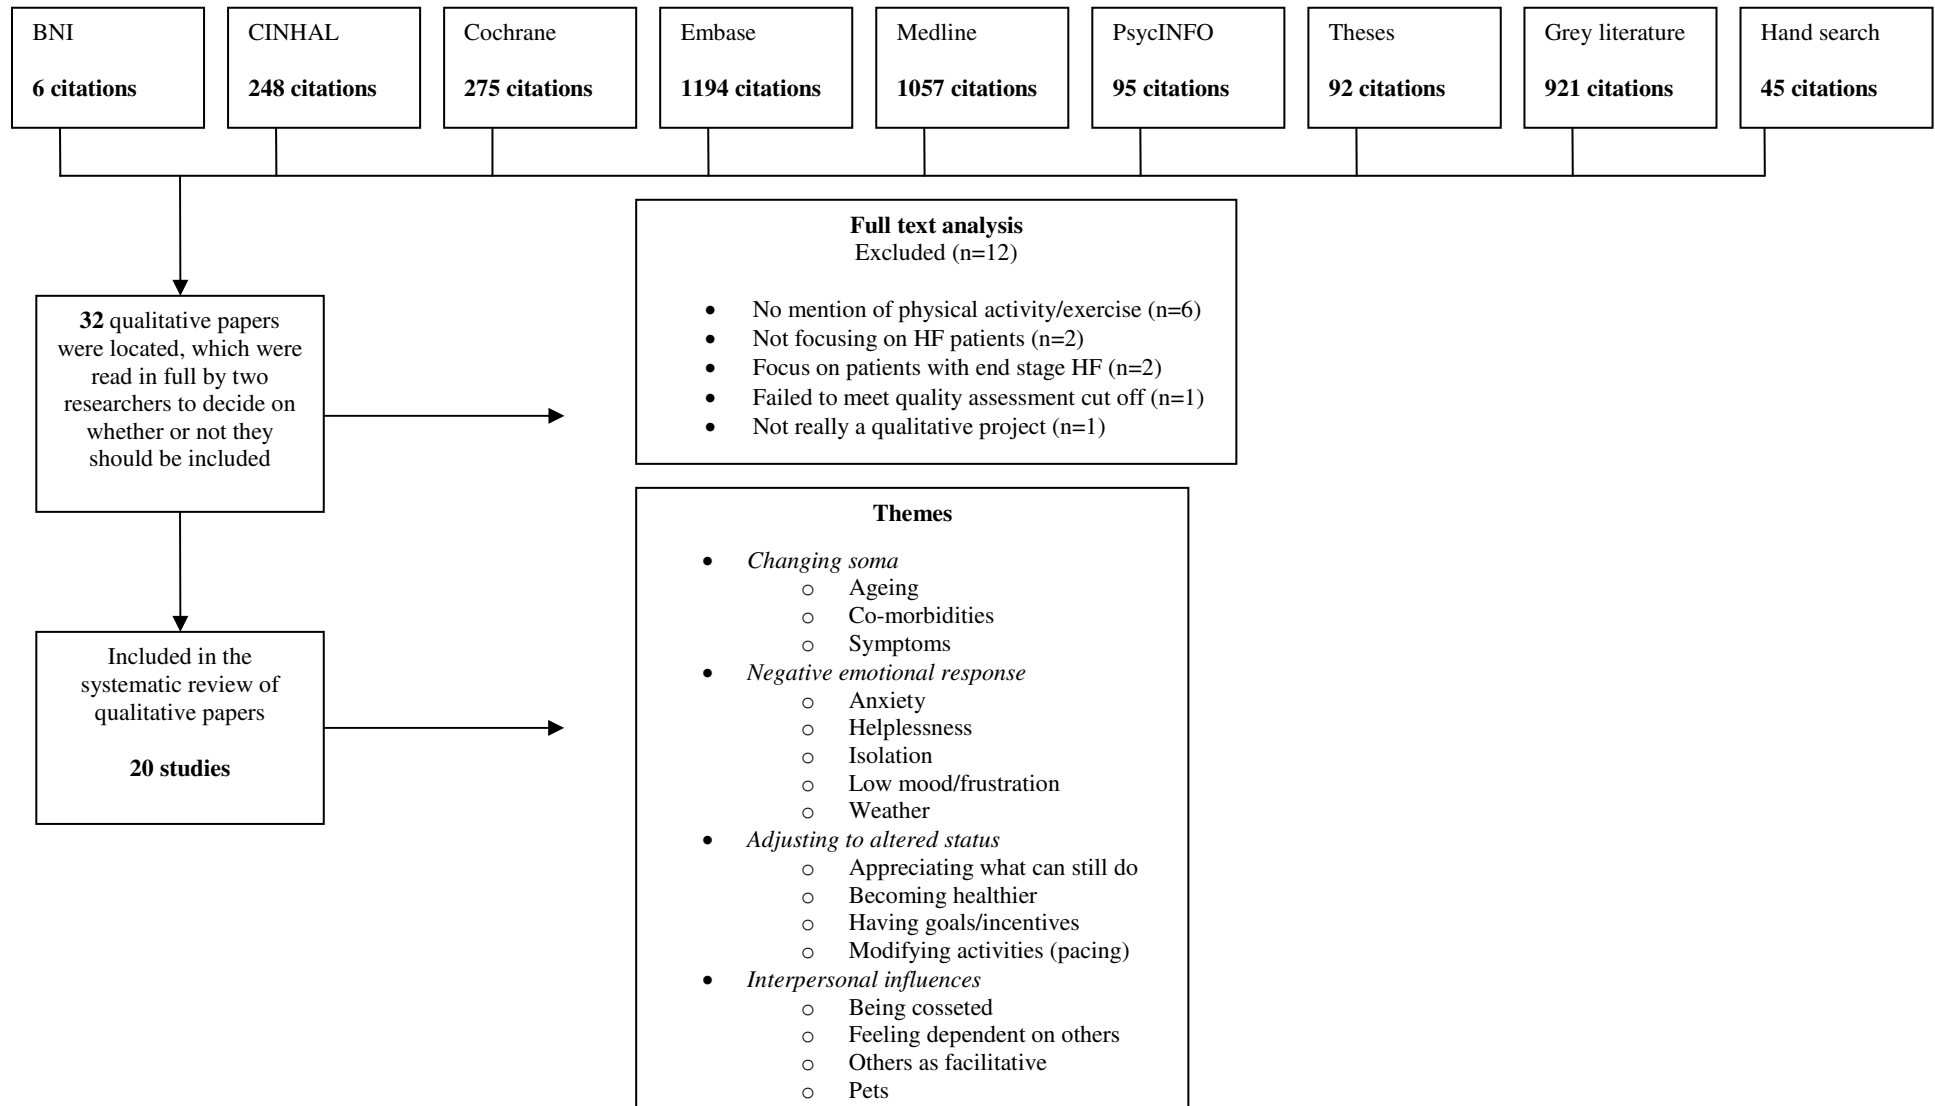 BNI
6 citations
CINHAL
248 citations
Cochrane
275 citations
Embase
1194 citations
Medline
1057 citations
PsycINFO
95 citations
Theses
92 citations
Grey literature
921 citations
Hand search
45 citations
32 qualitative papers
were located, which were
read in full by two
researchers to decide on
whether or not they
should be included
Full text analysis
Excluded (n=12)
• No mention of physical activity/exercise (n=6)
• Not focusing on HF patients (n=2)
• Focus on patients with end stage HF (n=2)
• Failed to meet quality assessment cut off (n=1)
• Not really a qualitative project (n=1)
Included in the
systematic review of
qualitative papers
20 studies
Themes
• Changing soma
o Ageing
o Co-morbidities
o Symptoms
• Negative emotional response
o Anxiety
o Helplessness
o Isolation
o Low mood/frustration
o Weather
• Adjusting to altered status
o Appreciating what can still do
o Becoming healthier
o Having goals/incentives
o Modifying activities (pacing)
• Interpersonal influences
o Being cosseted
o Feeling dependent on others
o Others as facilitative
o Pets